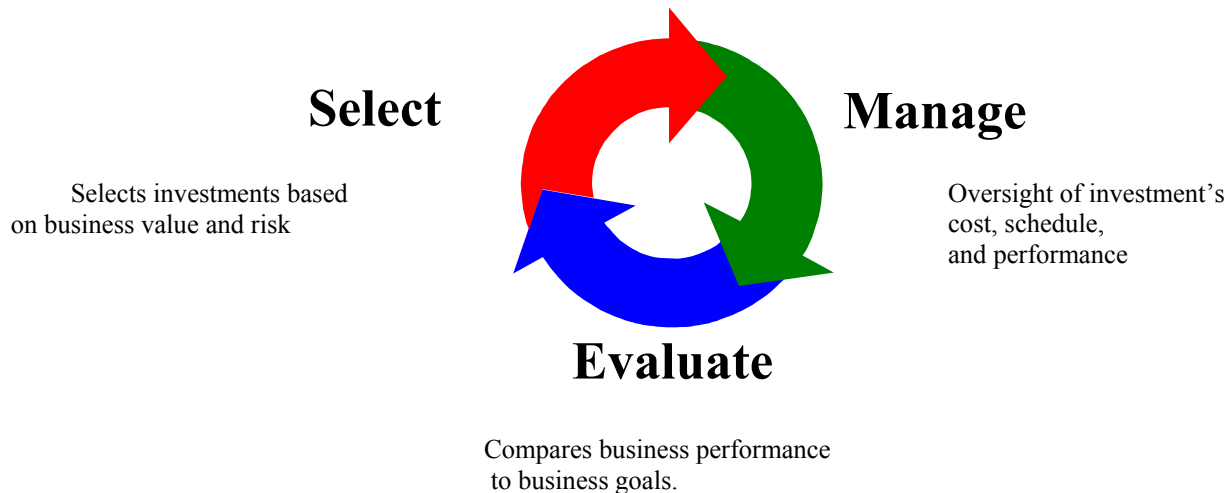 Select
Selects investments based
on business value and risk
Manage
Oversight of investment’s
cost, schedule,
and performance
Evaluate
Compares business performance
to business goals.